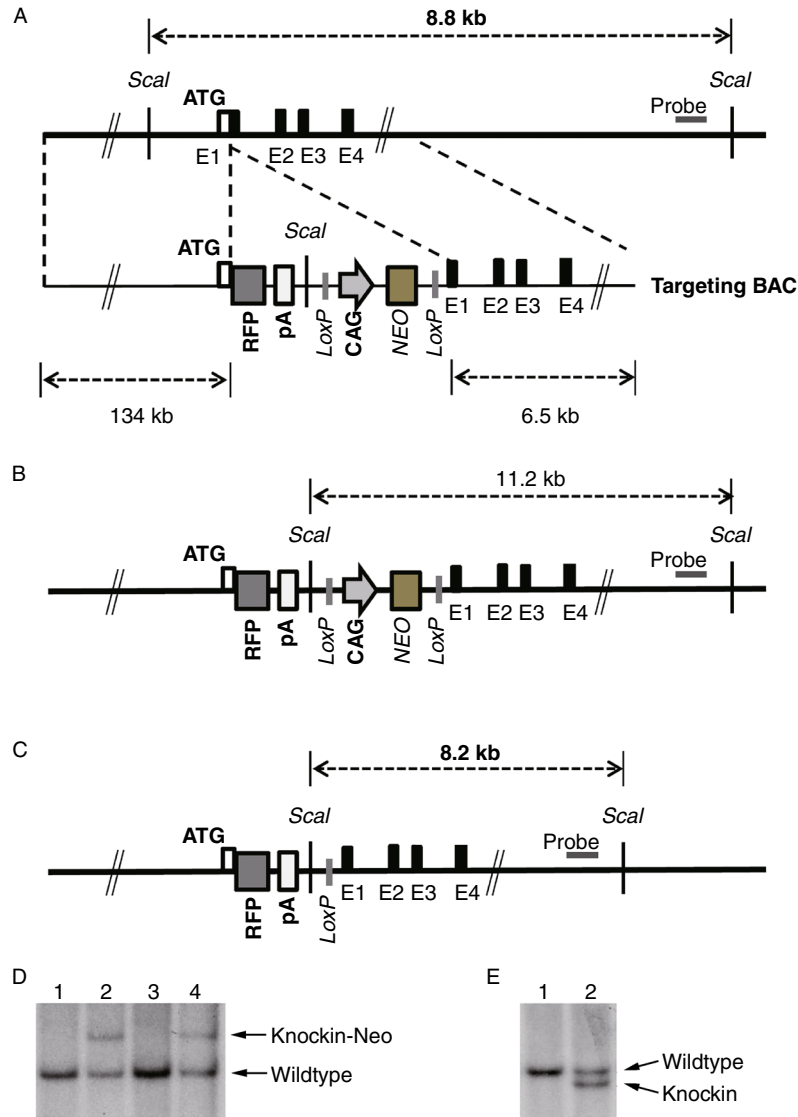 A
8.8 kb
ScaI ScaI
ATG Probe
E1 E2 E3 E4
ScaI
ATG
Targeting BAC
E1 E2 E3 E4
RFP pA LoxP CAG NEO LoxP
134 kb 6.5 kb
B
11.2 kb
ScaI ScaI
ATG Probe
E1 E2 E3 E4
RFP pA LoxP CAG NEO LoxP
C
8.2 kb
ScaI ScaI
ATG Probe
E1 E2 E3 E4
RFP pA LoxP
D E
1 2 3 4 1 2
Knockin-Neo
Wildtype
Wildtype
Knockin